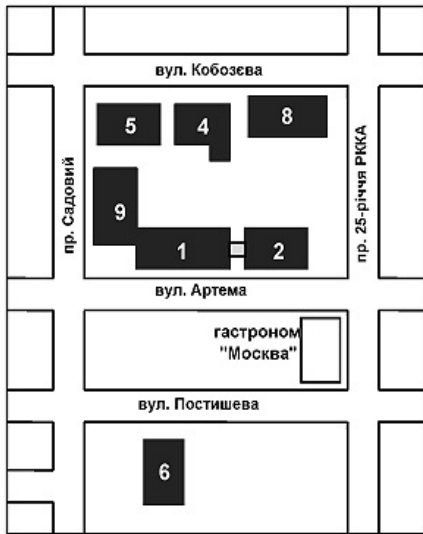 вул. Кобозєва
5
4
8
пр. Садовий
пр. 25-річчя РККА
9
1
2
вул. Артема
гастроном
"Москва"
вул. Постишева
6